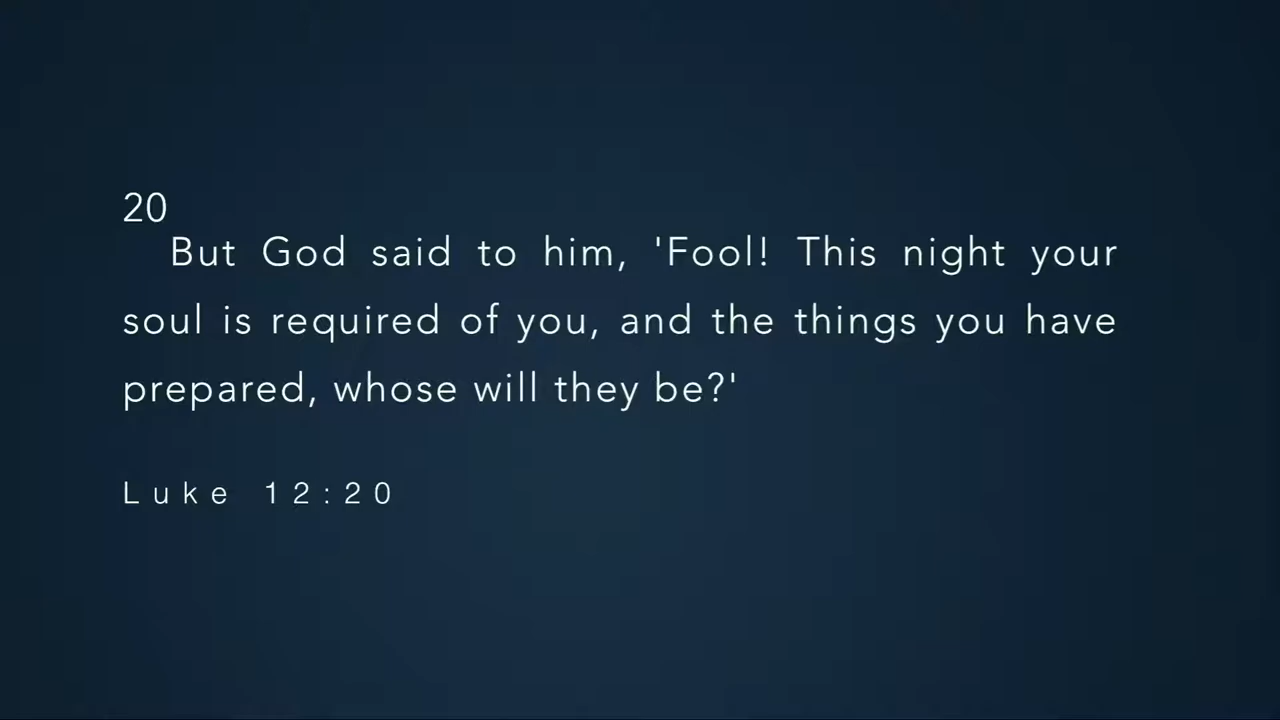 20
But God said to him, 'Fool! This night your
soul is required of you, and the things you have
prepared, whose will they be?'
Luke 12:20